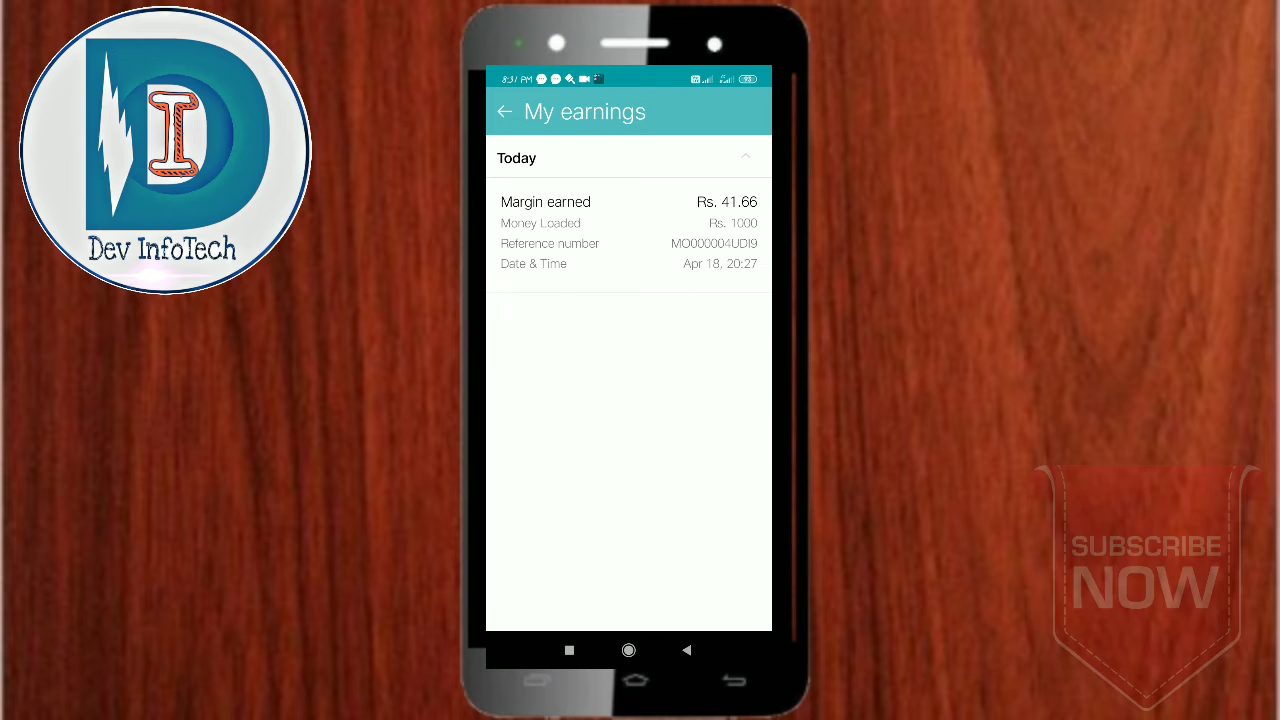 D
I
Dev InfoTech
8:31 PM
93
My earnings
Today
Margin earned Rs. 41.66
Money Loaded Rs. 1000
Reference number MO000004UDI9
Date & Time Apr 18, 20:27
SUBSCRIBE
NOW